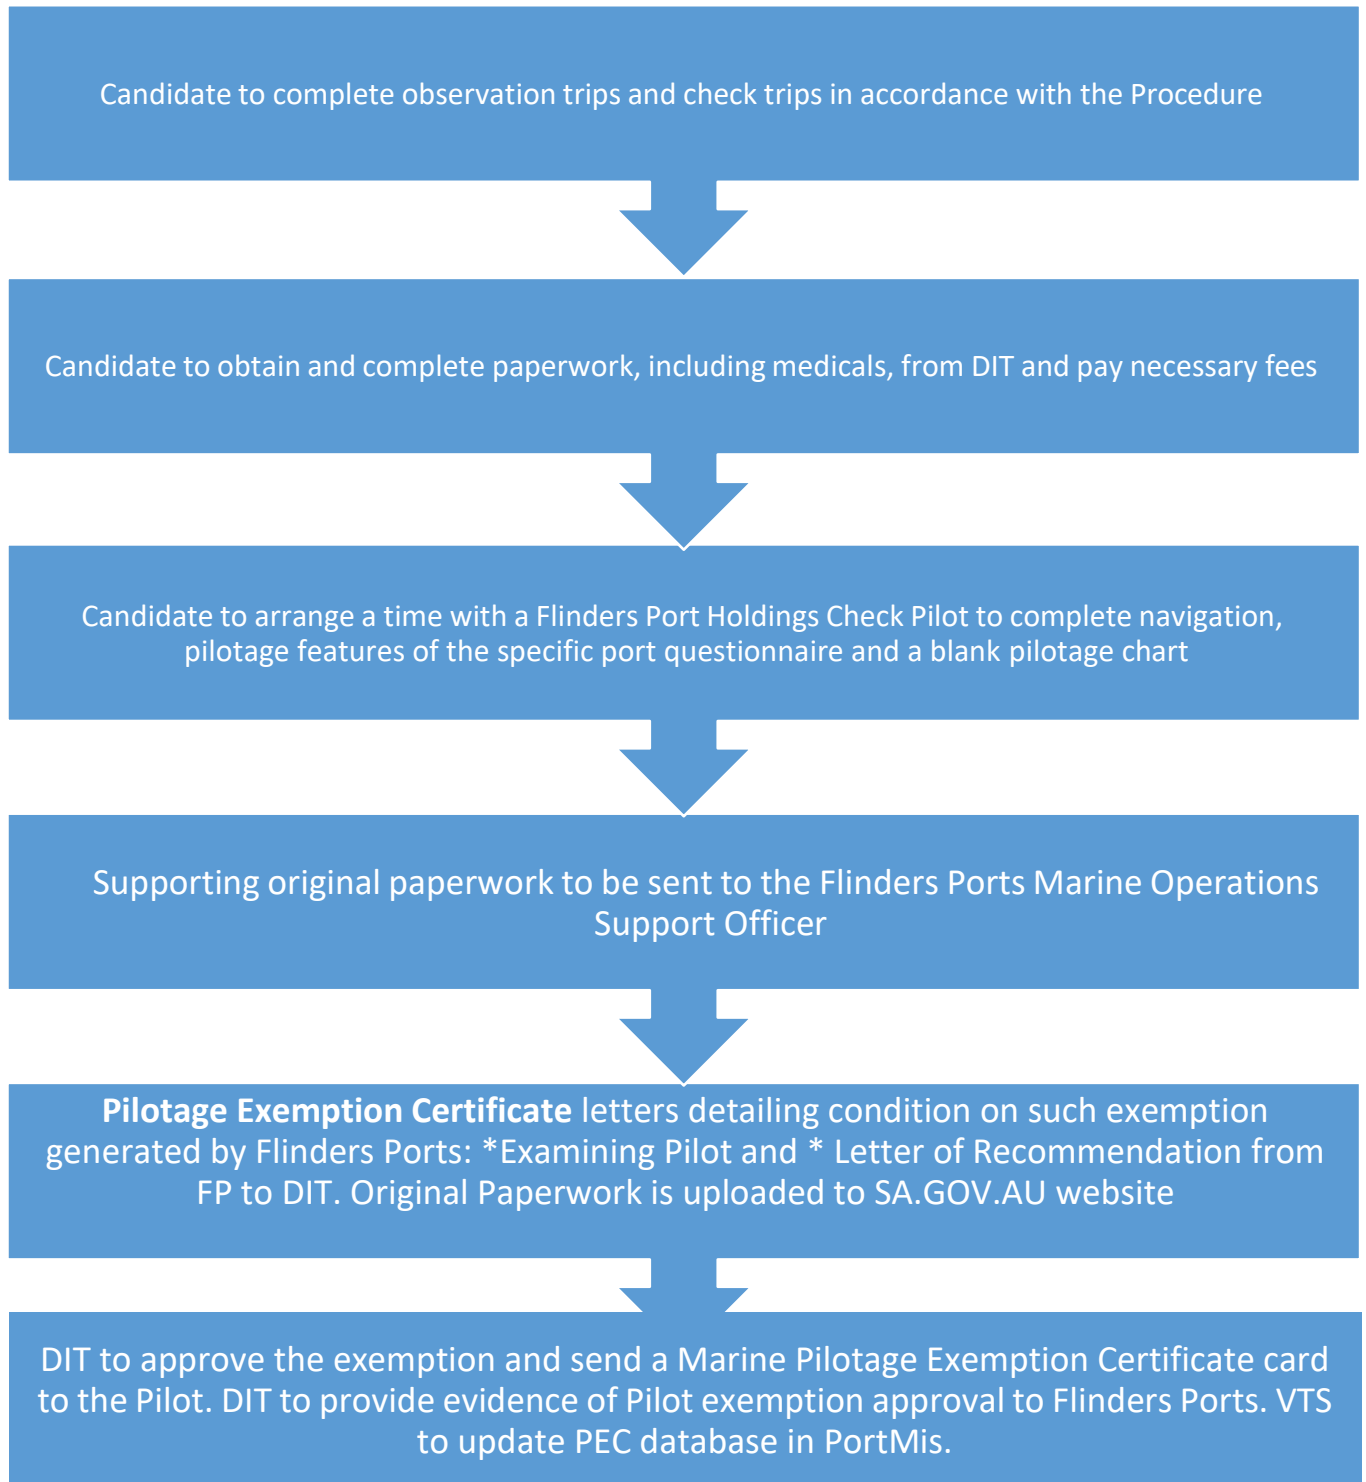 Candidate to complete observation trips and check trips in accordance with the Procedure
Candidate to obtain and complete paperwork, including medicals, from DIT and pay necessary fees
Candidate to arrange a time with a Flinders Port Holdings Check Pilot to complete navigation,
pilotage features of the specific port questionnaire and a blank pilotage chart
Supporting original paperwork to be sent to the Flinders Ports Marine Operations
Support Officer
Pilotage Exemption Certificate letters detailing condition on such exemption
generated by Flinders Ports: *Examining Pilot and * Letter of Recommendation from
FP to DIT. Original Paperwork is uploaded to SA.GOV.AU website
DIT to approve the exemption and send a Marine Pilotage Exemption Certificate card
to the Pilot. DIT to provide evidence of Pilot exemption approval to Flinders Ports. VTS
to update PEC database in PortMis.